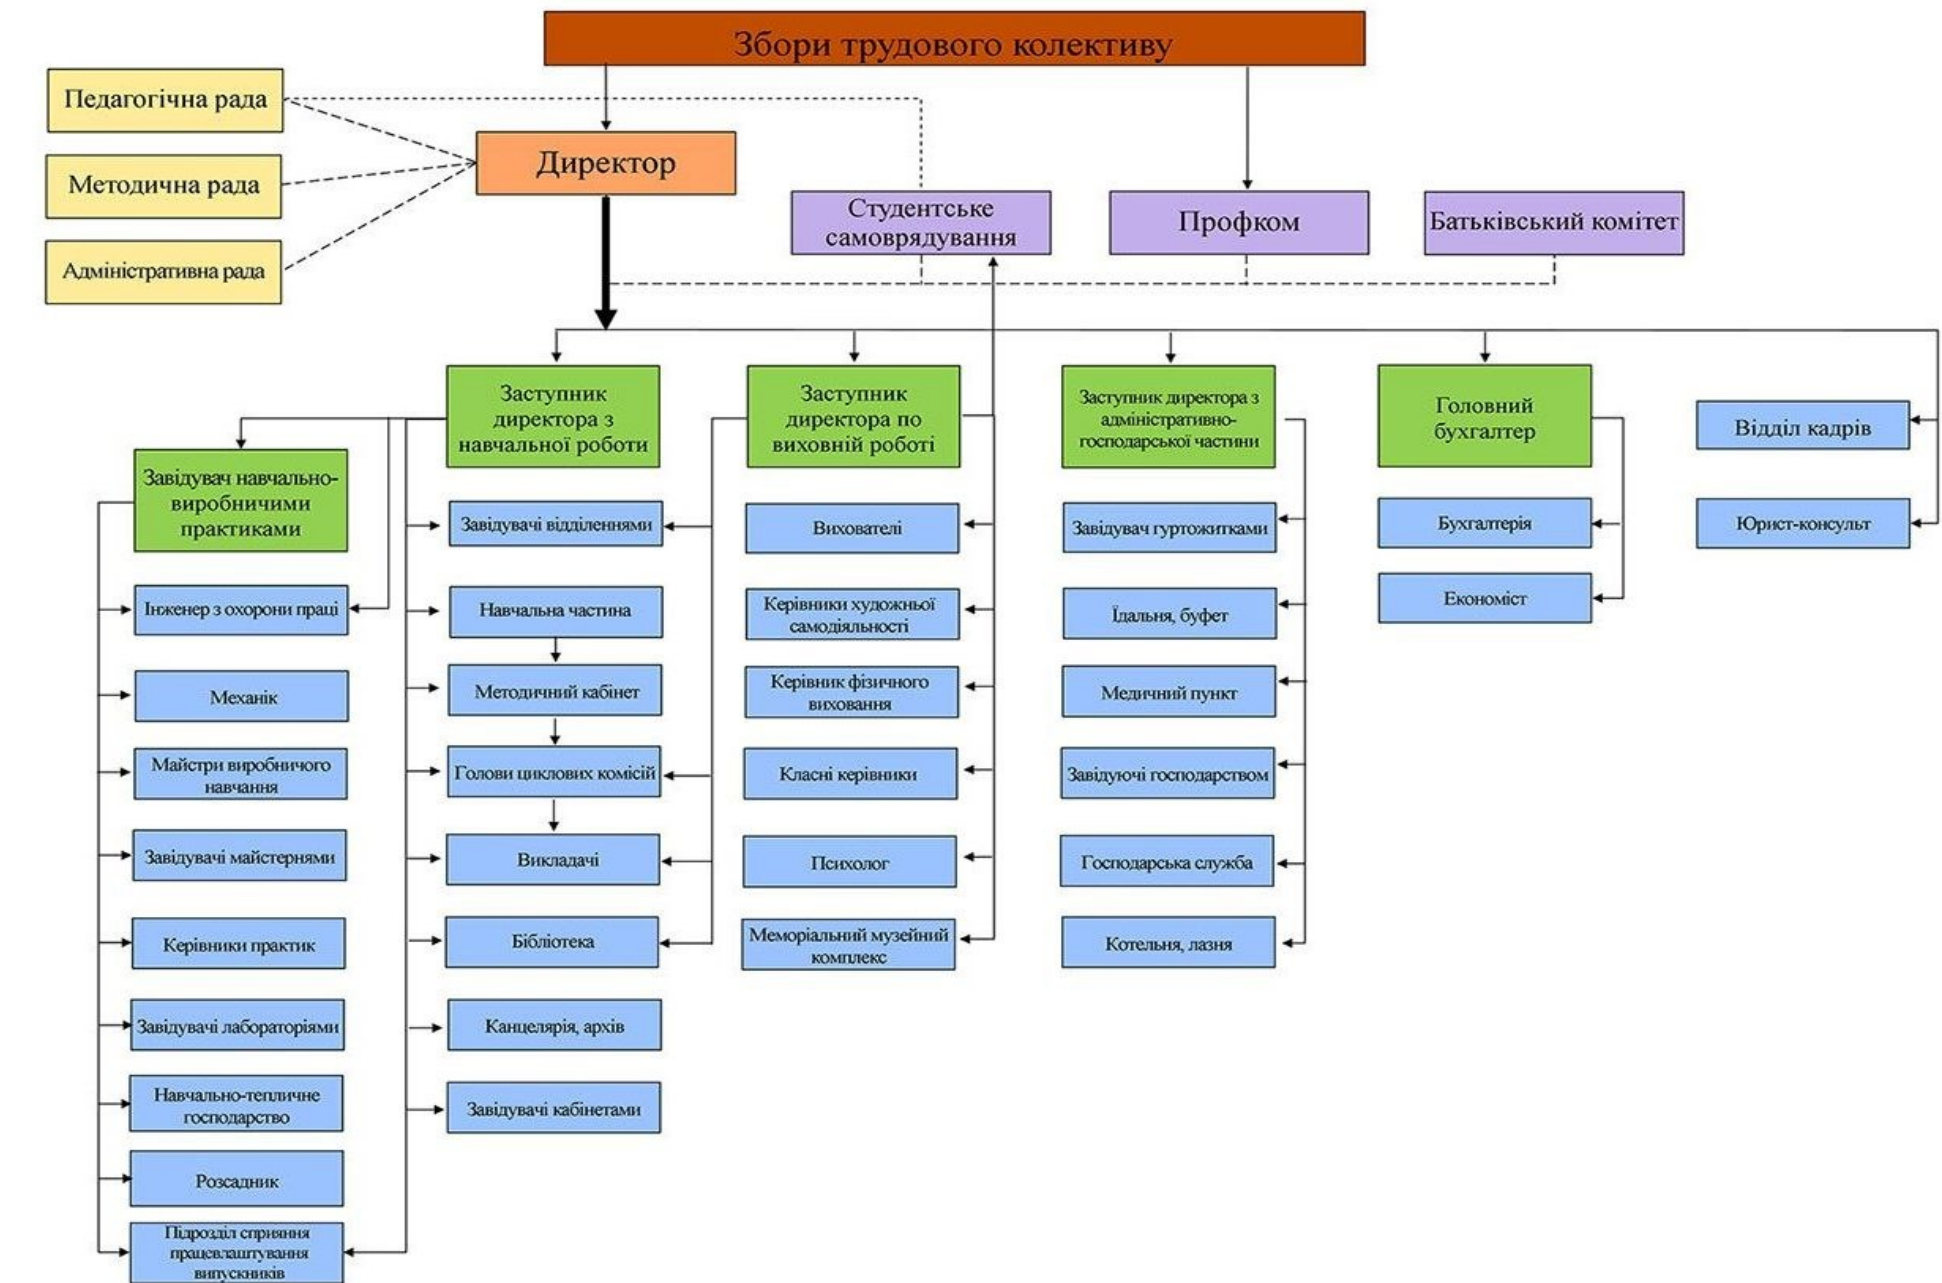 Збори трудового колективу
Педагогічна рада
Методична рада
Адміністративна рада
Директор
Студентське
самоврядування
Профком
Батьківський комітет
Заступник
директора з
навчальної роботи
Заступник
директора по
виховній роботі
Заступник директора з
адміністративно-
господарської частини
Головний
бухгалтер
Відділ кадрів
Юрист-консульт
Завідувач навчально-
виробничими
практиками
Інженер з охорони праці
Механік
Майстри виробничого
навчання
Завідувачі майстернями
Керівники практик
Завідувачі лабораторіями
Навчально-тепличне
господарство
Розсадник
Підрозділ сприяння
працевлаштування
випускників
Завідувачі відділеннями
Навчальна частина
Методичний кабінет
Голови циклових комісій
Викладачі
Бібліотека
Канцелярія, архів
Завідувачі кабінетами
Вихователі
Керівники художньої
самодіяльності
Керівник фізичного
виховання
Класні керівники
Психолог
Меморіальний музейний
комплекс
Завідувач гуртожитками
Їдальня, буфет
Медичний пункт
Завідуючі господарством
Господарська служба
Котельня, лазня
Бухгалтерія
Економіст